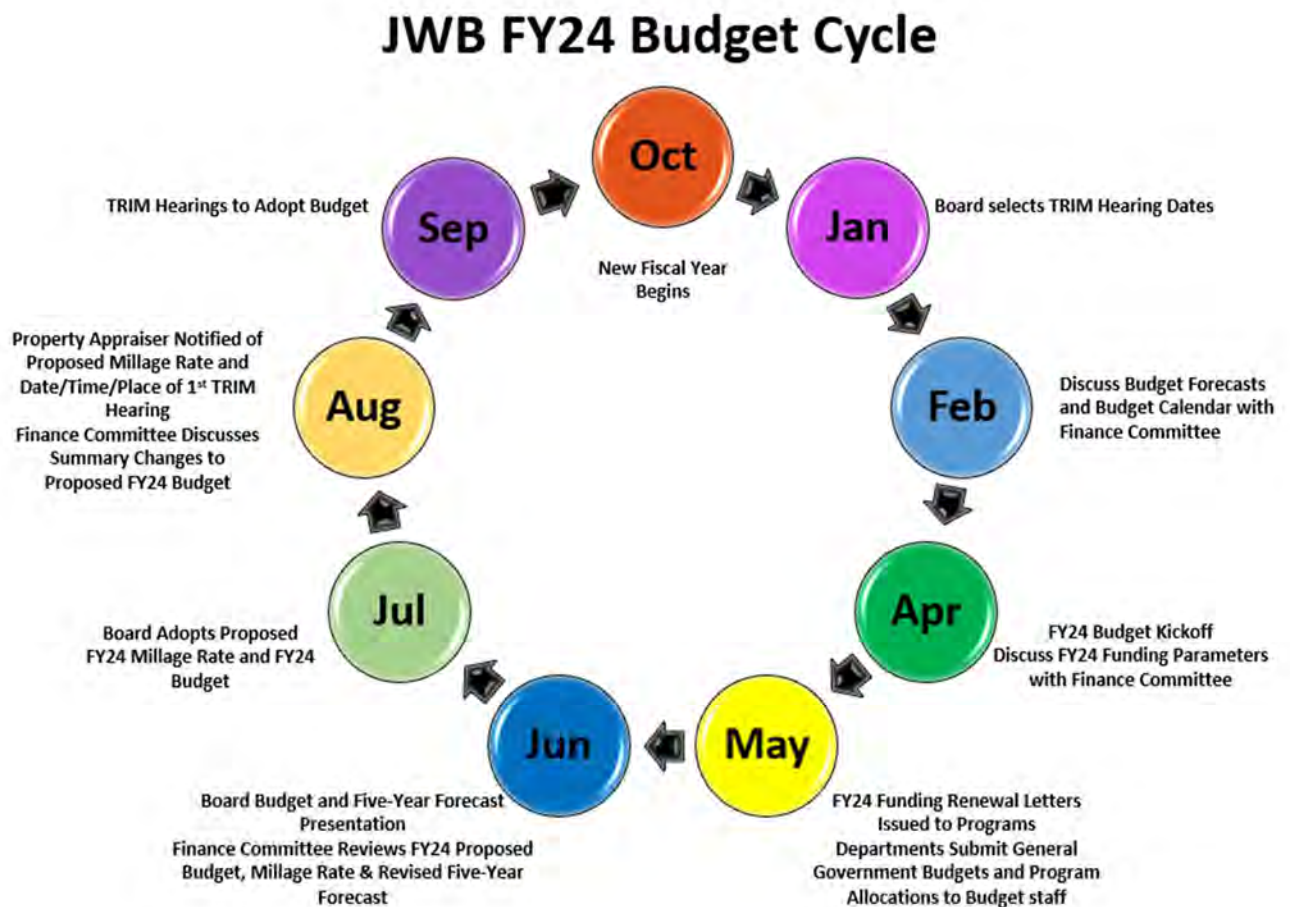 JWB FY24 Budget Cycle
Oct
New Fiscal Year
Begins
Jan
Board selects TRIM Hearing Dates
Feb
Discuss Budget Forecasts
and Budget Calendar with
Finance Committee
Apr
FY24 Budget Kickoff
Discuss FY24 Funding Parameters
with Finance Committee
May
FY24 Funding Renewal Letters
Issued to Programs
Departments Submit General
Government Budgets and Program
Allocations to Budget staff
Jun
Board Budget and Five-Year Forecast
Presentation
Finance Committee Reviews FY24 Proposed
Budget, Millage Rate & Revised Five-Year
Forecast
Jul
Board Adopts Proposed
FY24 Millage Rate and FY24
Budget
Aug
Property Appraiser Notified of
Proposed Millage Rate and
Date/Time/Place of 1st TRIM
Hearing
Finance Committee Discusses
Summary Changes to
Proposed FY24 Budget
Sep
TRIM Hearings to Adopt Budget